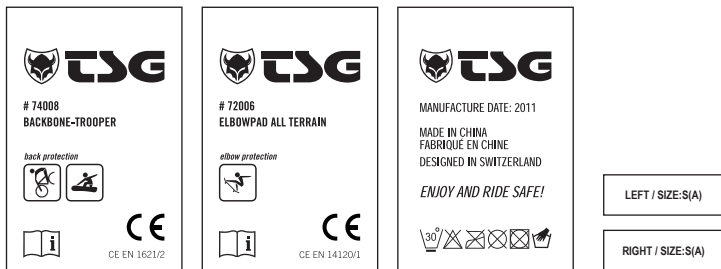 TSG
# 74008
BACKBONE-TROOPER
back protection
i
CE
CE EN 1621/2
TSG
# 72006
ELBOWPAD ALL TERRAIN
elbow protection
i
CE
CE EN 14120/1
TSG
MANUFACTURE DATE: 2011
MADE IN CHINA
FABRIQUÉ EN CHINE
DESIGNED IN SWITZERLAND
ENJOY AND RIDE SAFE!
30°
LEFT / SIZE:S(A)
RIGHT / SIZE:S(A)